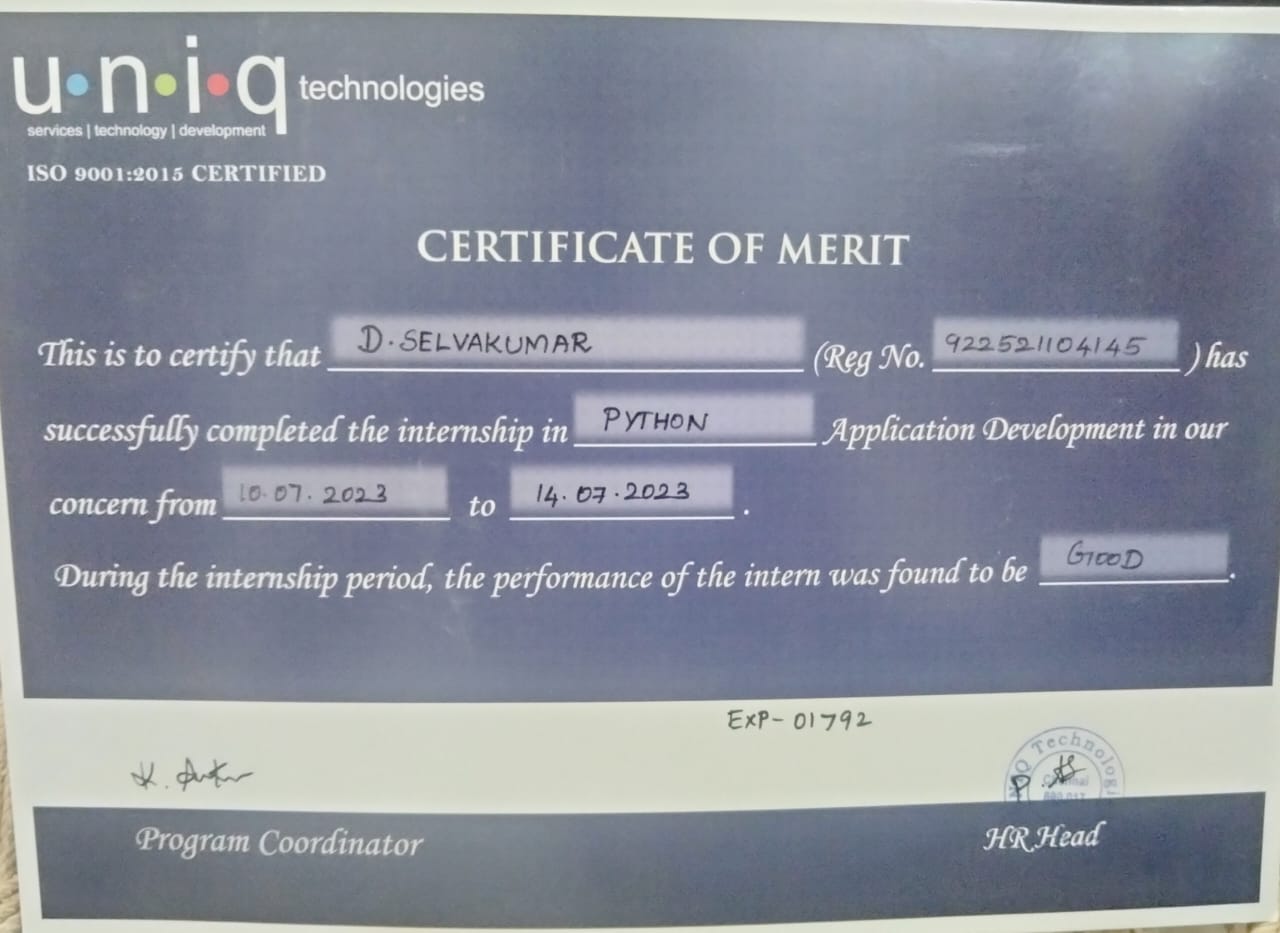 u·n·i·q technologies
services | technology | development
ISO 9001:2015 CERTIFIED
CERTIFICATE OF MERIT
This is to certify that D. SELVAKUMAR (Reg No. 922521104145 ) has
successfully completed the internship in PYTHON Application Development in our
concern from 10.07.2023 to 14.07.2023 .
During the internship period, the performance of the intern was found to be GOOD .
EXP- 01792
Technolog
K.
P.
Program Coordinator
HR Head